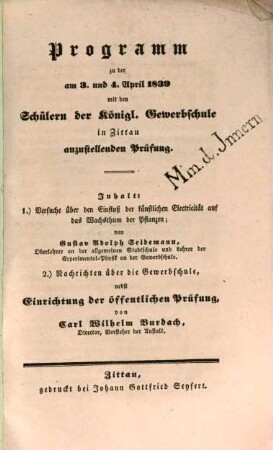 Programm
zu der
am 3. und 4. April 1839
mit den
Schülern der Königl. Gewerbschule
in Zittau
anzustellenden Prüfung.
Min. d. Innern
Inhalt:
1.) Versuche über den Einfluß der künstlichen Electricität auf
das Wachsthum der Pflanzen;
von
Gustav Adolph Seidemann,
Oberlehrer an der allgemeinen Stadtschule und Lehrer der
Experimental-Physik an der Gewerbschule.
2.) Nachrichten über die Gewerbschule,
nebst
Einrichtung der öffentlichen Prüfung,
von
Carl Wilhelm Burdach,
Director, Vorsteher der Anstalt.
Zittau,
gedruckt bei Johann Gottfried Seyfert.